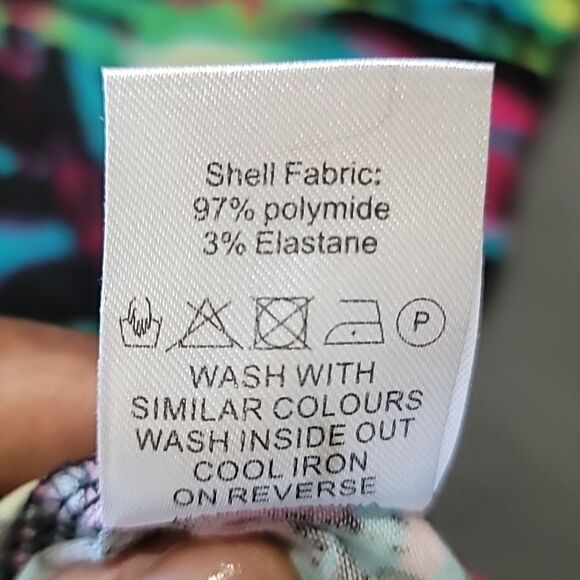 Shell Fabric:
97% polymide
3% Elastane
P
WASH WITH
SIMILAR COLOURS
WASH INSIDE OUT
COOL IRON
ON REVERSE